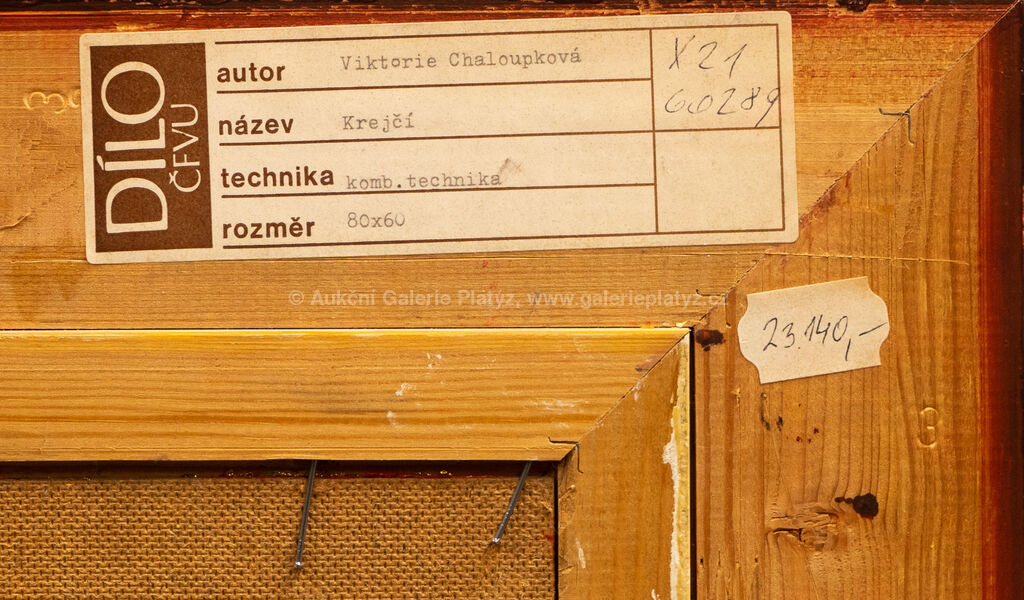 DÍLO
ČFVU
autor Viktorie Chaloupková
název Krejčí
technika komb.technika
rozměr 80x60
X 21
60289
© Aukční Galerie Platýz, www.galerieplatyz.cz
23.140,-